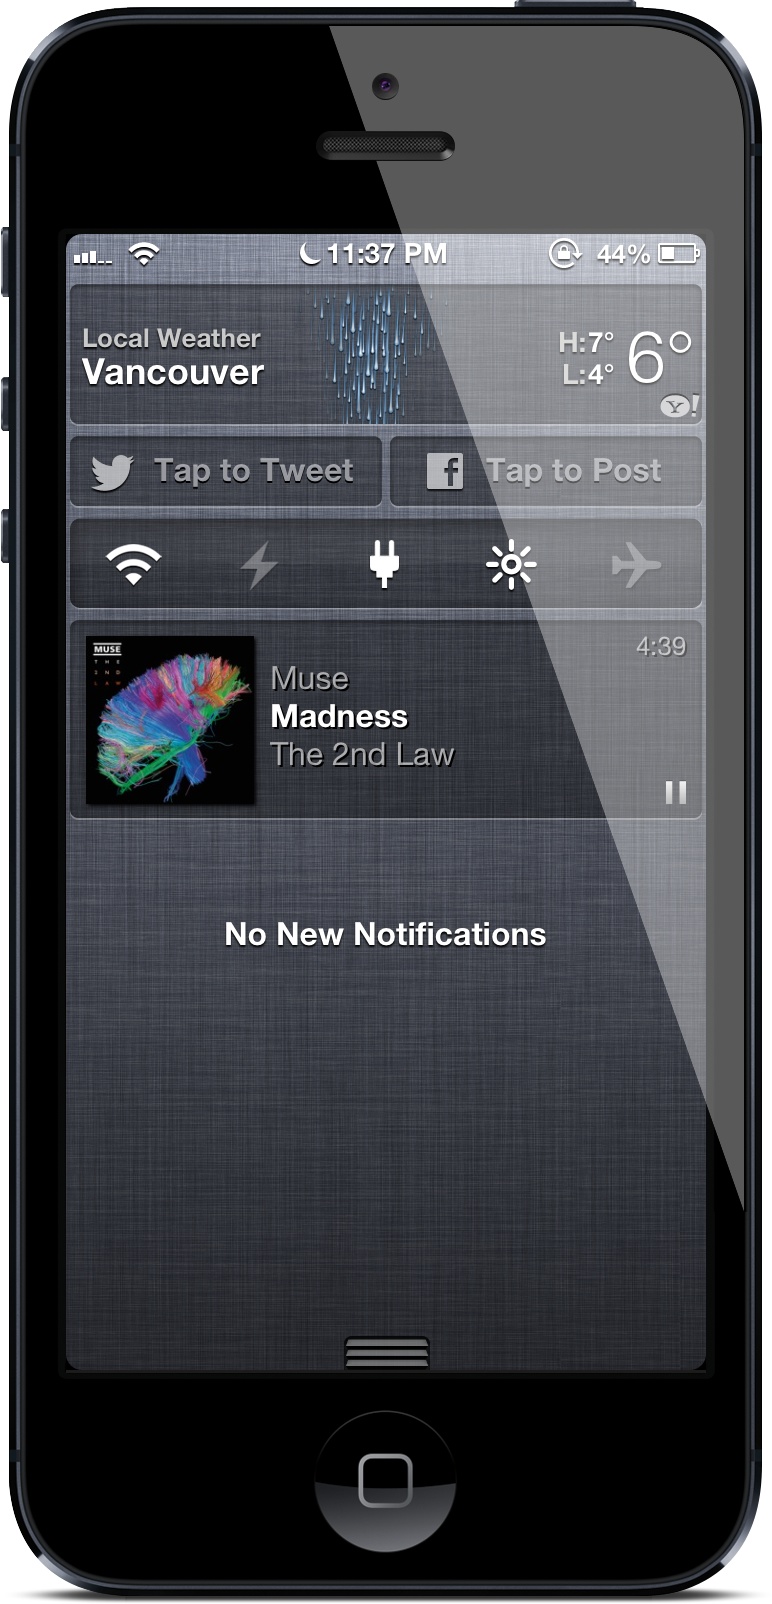 11:37 PM
44%
Local Weather
Vancouver
H:7°
L:4°
6°
Y!
Tap to Tweet
f Tap to Post
MUSE
THE
2ND
LAW
4:39
Muse
Madness
The 2nd Law
No New Notifications